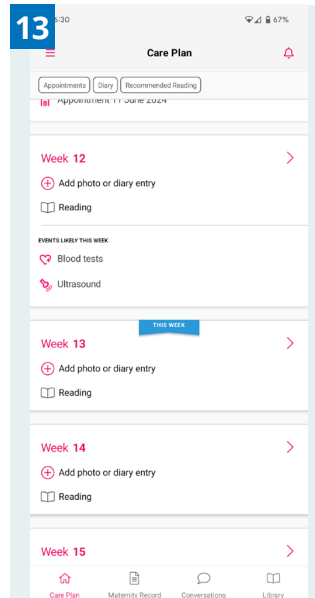 13
:30
67%
Care Plan
Appointments
Diary
Recommended Reading
Appointment 11 June 2024
Week 12
Add photo or diary entry
Reading
EVENTS LIKELY THIS WEEK
Blood tests
Ultrasound
THIS WEEK
Week 13
Add photo or diary entry
Reading
Week 14
Add photo or diary entry
Reading
Week 15
Care Plan
Maternity Record
Conversations
Library